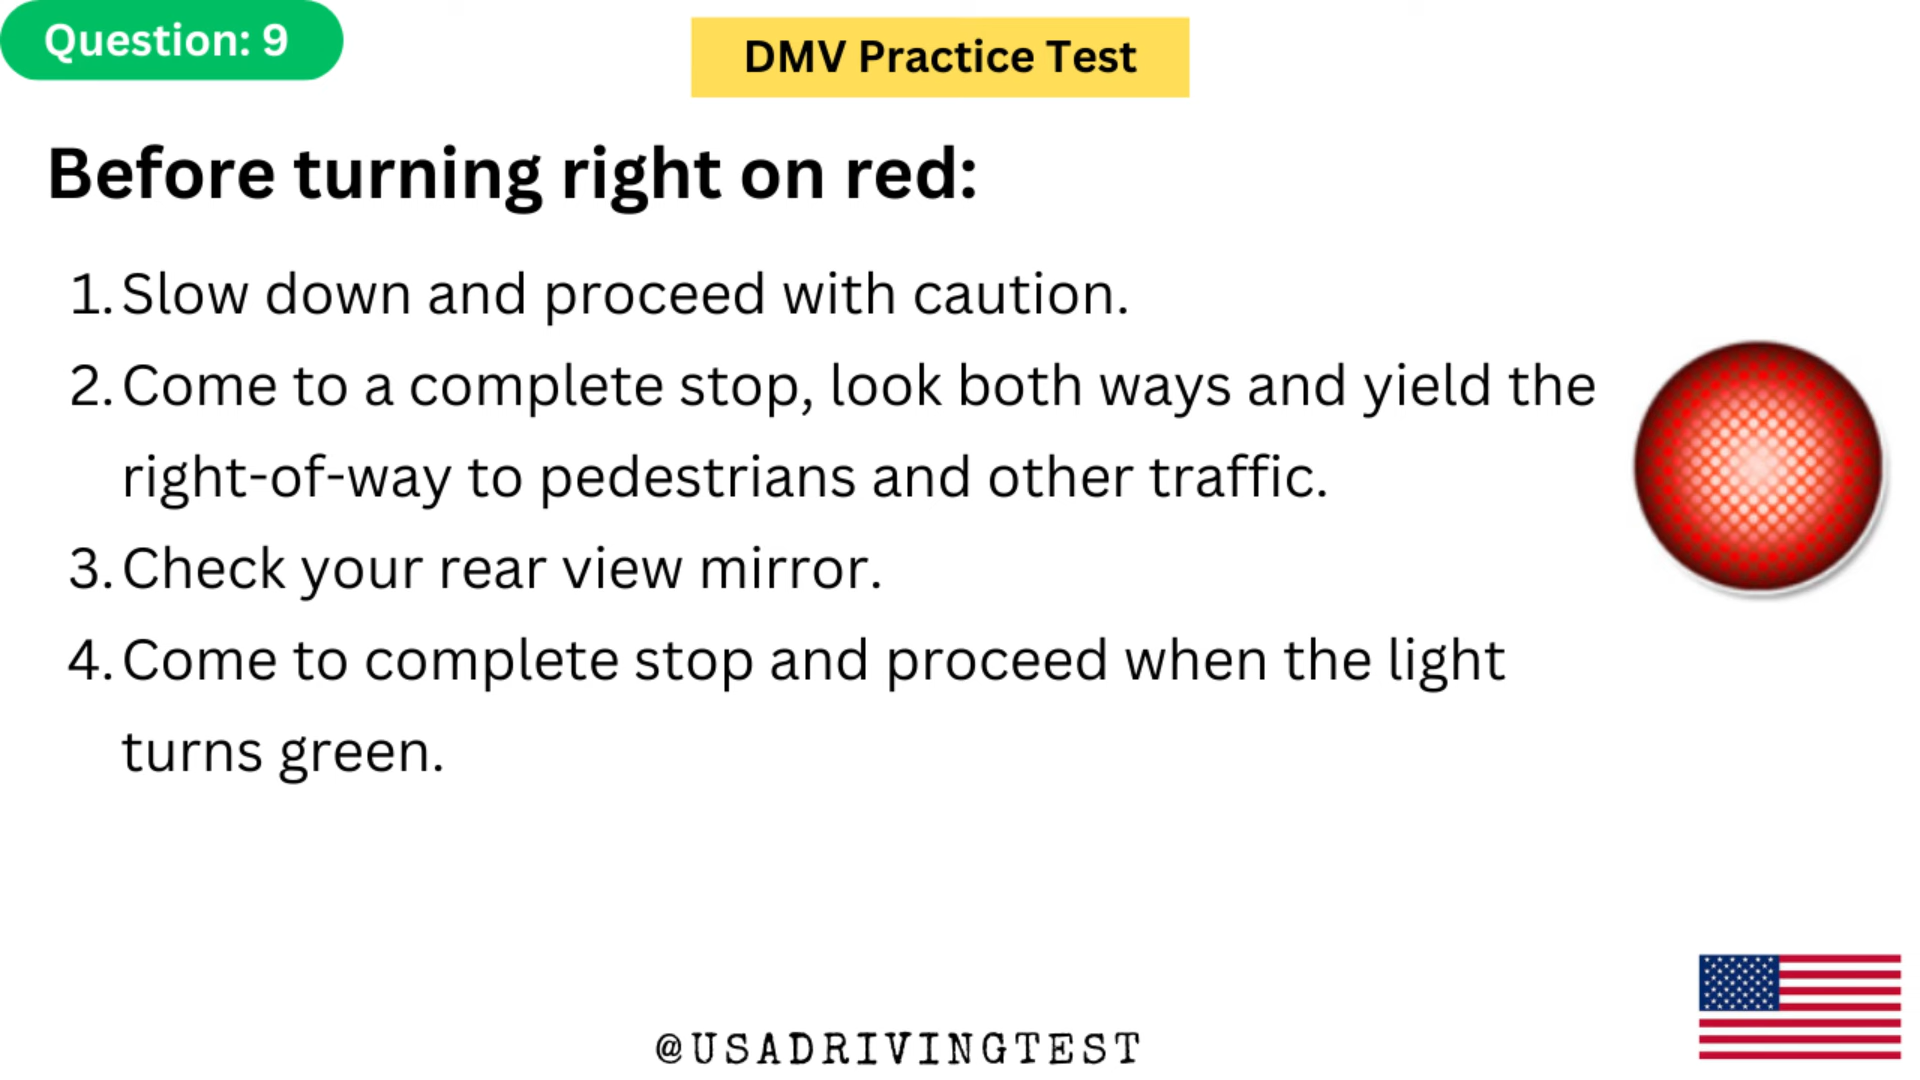 Question: 9
DMV Practice Test
Before turning right on red:
1. Slow down and proceed with caution.
2. Come to a complete stop, look both ways and yield the
right-of-way to pedestrians and other traffic.
3. Check your rear view mirror.
4. Come to complete stop and proceed when the light
turns green.
@USADRIVINGTEST